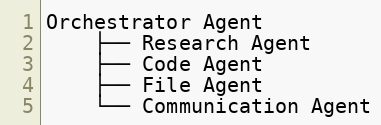 1 Orchestrator Agent
2     ├── Research Agent
3     ├── Code Agent
4     ├── File Agent
5     └── Communication Agent